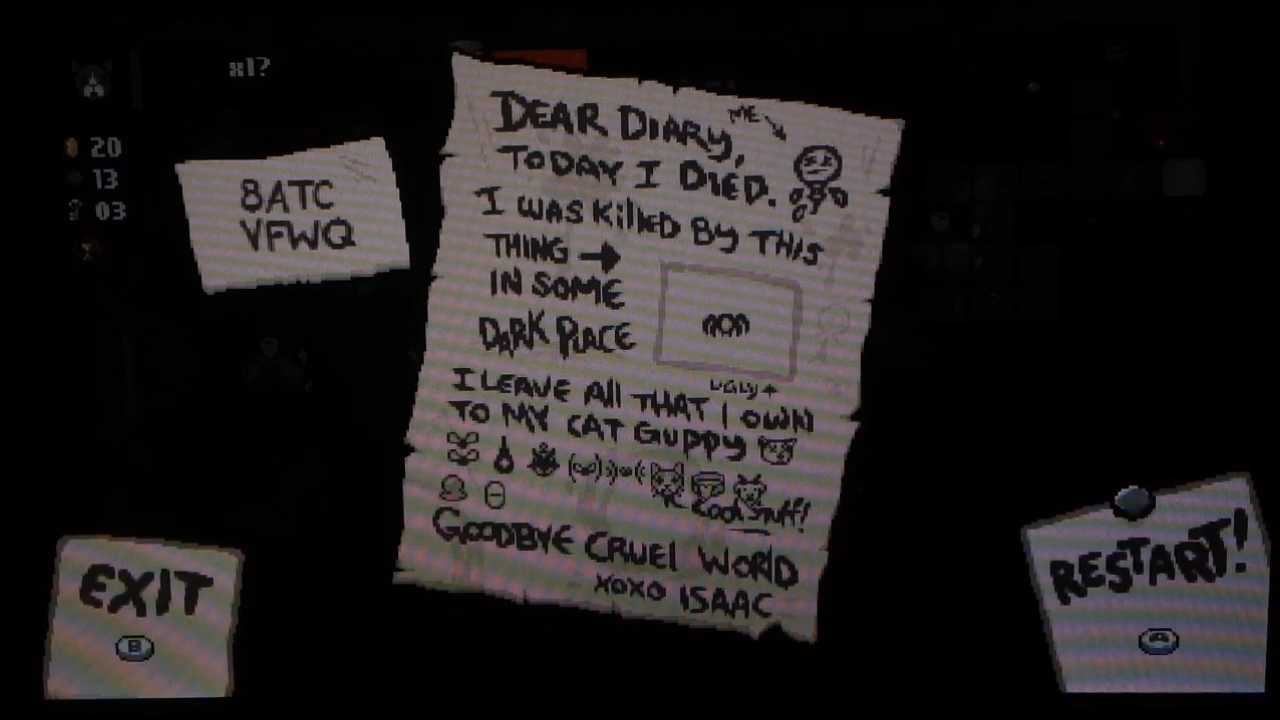 x1?
20
13
03
8ATC
VFWQ
DEAR DIARY,
ME
TODAY I DIED.
I WAS KillED BY THIS
THING
IN SOME
DARK PLACE
UGLY
I LEAVE All THAT I OWN
TO MY CAT GUPPY
COOL STUFF!
GOODBYE CRUEL WORLD
XOXO ISAAC
EXIT
B
RESTART!
A